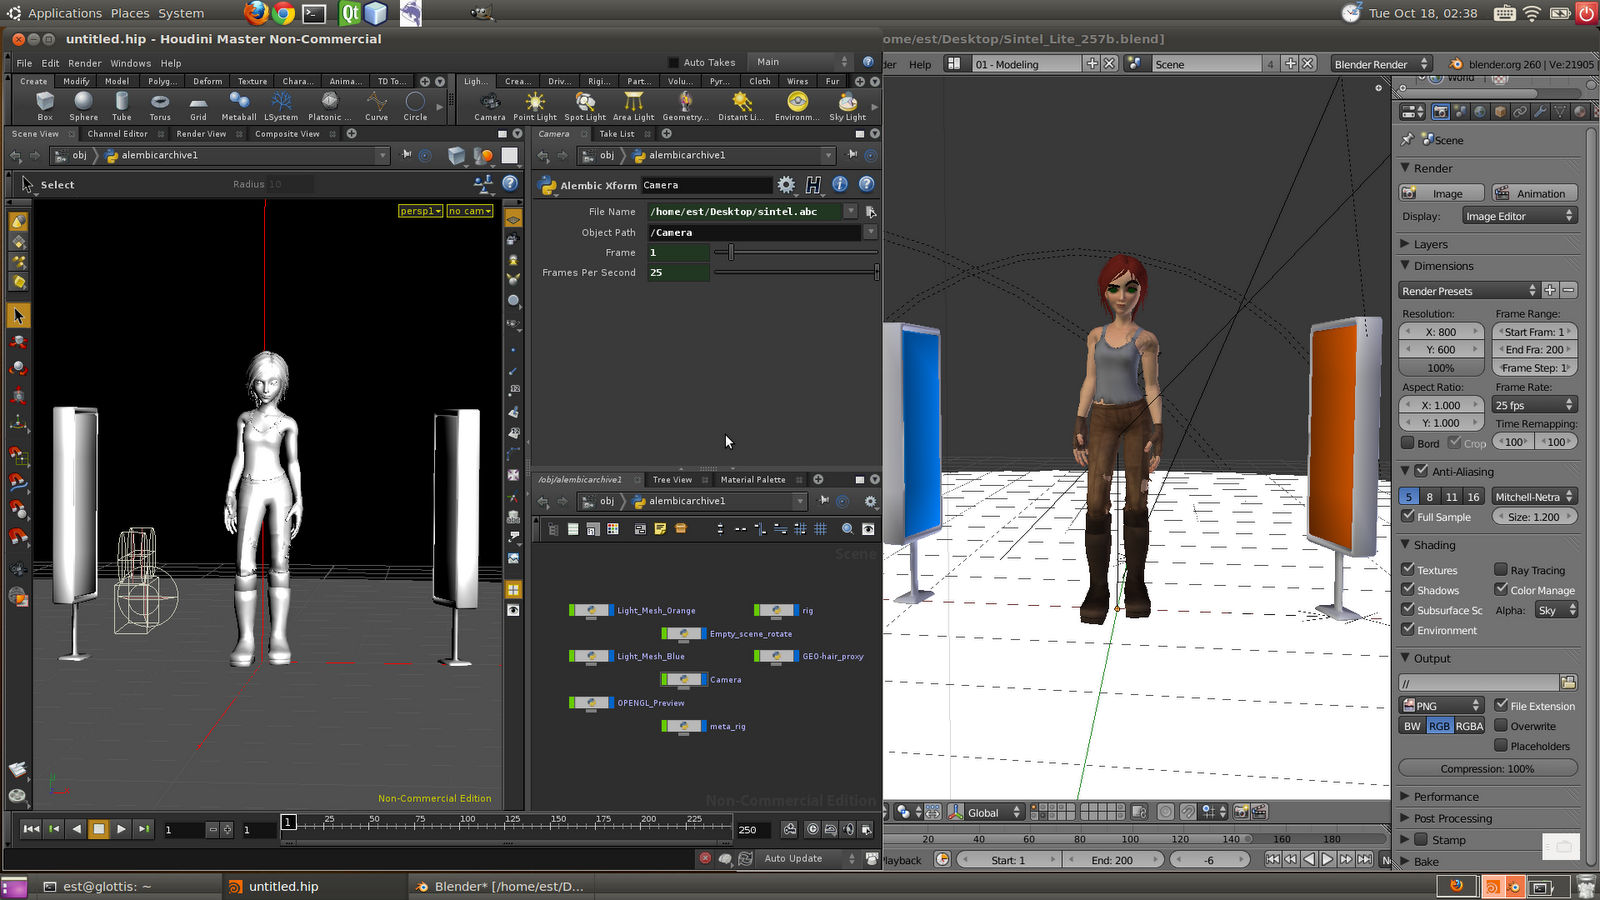 Applications Places System
Qt
Tue Oct 18, 02:38
untitled.hip - Houdini Master Non-Commercial
ome/est/Desktop/Sintel_Lite_257b.blend]
File Edit Render Windows Help
Auto Takes
Main
der Help
01 - Modeling
Scene
4
Blender Render
blender.org 260 | Ve:21905
Create Modify Model Polyg... Deform Texture Chara... Anima... TD To...
Ligh... Crea... Driv... Rigi... Part... Volu... Pyr... Cloth Wires Fur
Box Sphere Tube Torus Grid Metaball LSystem Platonic ... Curve Circle
Camera Point Light Spot Light Area Light Geometry... Distant Li... Environm... Sky Light
Scene View Channel Editor Render View Composite View
Camera Take List
obj alembicarchive1
obj alembicarchive1
Select
Radius 10
persp1 no cam
Alembic Xform Camera
File Name /home/est/Desktop/sintel.abc
Object Path /Camera
Frame 1
Frames Per Second 25
/obj/alembicarchive1 Tree View Material Palette
obj alembicarchive1
Scene
Light_Mesh_Orange
rig
Empty_scene_rotate
Light_Mesh_Blue
GEO-hair_proxy
Camera
OPENGL_Preview
meta_rig
Non-Commercial Edition
Non-Commercial Edition
1 1 1 25 50 75 100 125 150 175 200 225 250
Auto Update
World
Scene
Render
Image Animation
Display: Image Editor
Layers
Dimensions
Render Presets
Resolution: Frame Range:
X: 800 Start Fram: 1
Y: 600 End Fra: 200
100% Frame Step: 1
Aspect Ratio: Frame Rate:
X: 1.000 25 fps
Y: 1.000 Time Remapping:
Bord Crop 100 100
Anti-Aliasing
5 8 11 16 Mitchell-Netra
Full Sample Size: 1.200
Shading
Textures Ray Tracing
Shadows Color Manage
Subsurface Sc Alpha: Sky
Environment
Output
//
PNG File Extension
BW RGB RGBA Overwrite
Placeholders
Compression: 100%
Performance
Post Processing
Stamp
Bake
Global
20 40 60 80 100 120 140 160 180
Playback Start: 1 End: 200 -6
est@glottis: ~
untitled.hip
Blender* [/home/est/D...